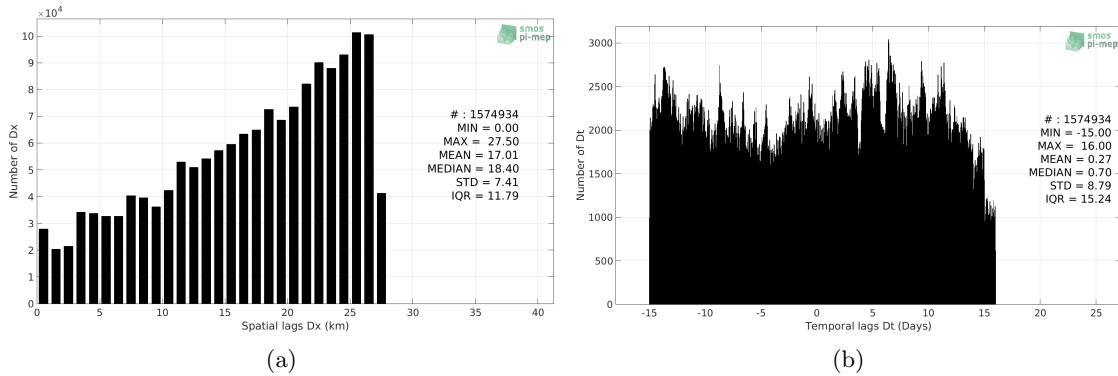 ×10⁴
10
9
8
7
6
5
4
3
2
1
0
Number of Dx
0 5 10 15 20 25 30 35 40
Spatial lags Dx (km)
smos
pi-mep
# : 1574934
MIN = 0.00
MAX = 27.50
MEAN = 17.01
MEDIAN = 18.40
STD = 7.41
IQR = 11.79
(a)
3000
2500
2000
1500
1000
500
0
Number of Dt
-15 -10 -5 0 5 10 15 20 25
Temporal lags Dt (Days)
smos
pi-mep
# : 1574934
MIN = -15.00
MAX = 16.00
MEAN = 0.27
MEDIAN = 0.70
STD = 8.79
IQR = 15.24
(b)